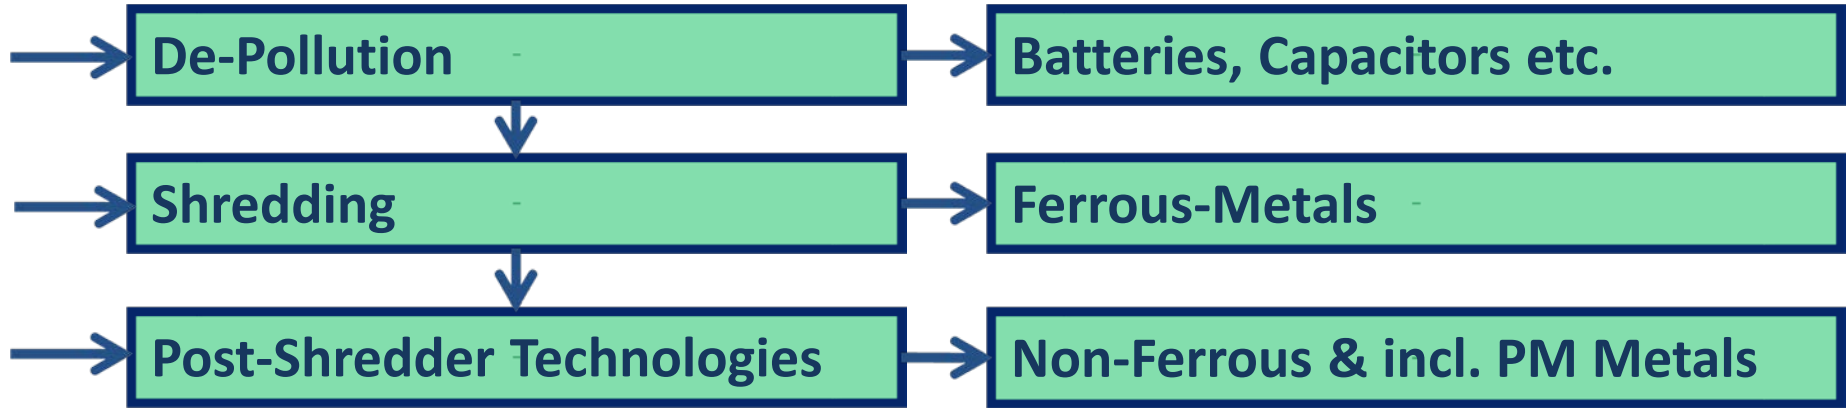 De-Pollution
Batteries, Capacitors etc.
Shredding
Ferrous-Metals
Post-Shredder Technologies
Non-Ferrous & incl. PM Metals